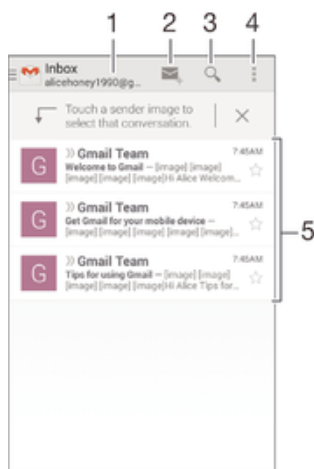 1 2 3 4
Inbox
alicehoney1990@g...
Touch a sender image to
select that conversation.
5
G
» Gmail Team 7:45AM
Welcome to Gmail – [image] [image]
[image] [image] [image]Hi Alice Welcom...
G
» Gmail Team 7:45AM
Get Gmail for your mobile device –
[image] [image] [image] [image] [image]...
G
» Gmail Team 7:45AM
Tips for using Gmail – [image] [image]
[image] [image] [image]Hi Alice Tips for...